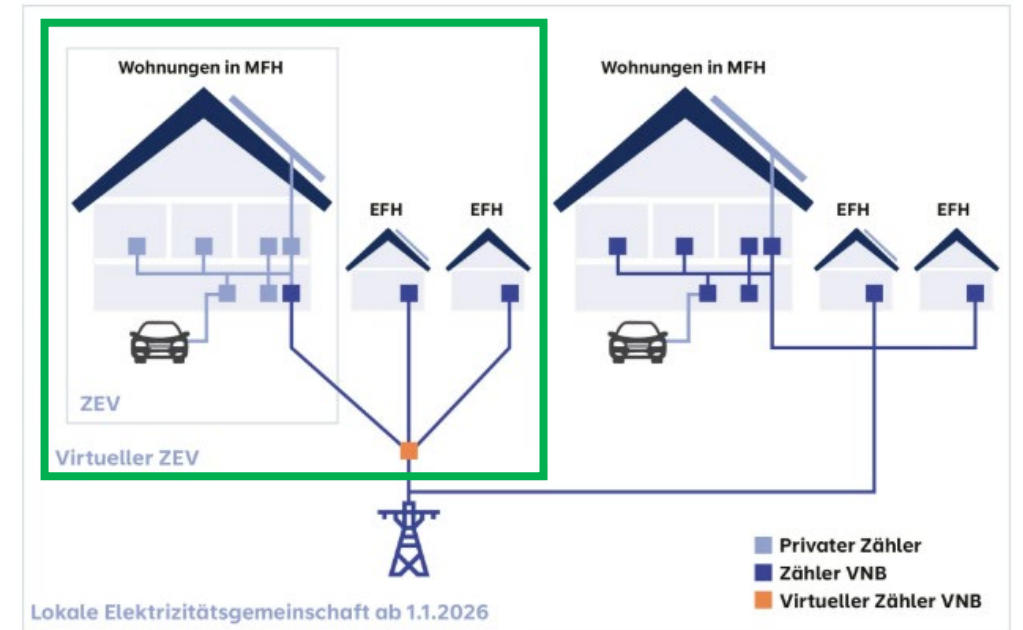 Wohnungen in MFH
Wohnungen in MFH
EFH
EFH
EFH
EFH
ZEV
Virtueller ZEV
Privater Zähler
Zähler VNB
Virtueller Zähler VNB
Lokale Elektrizitätsgemeinschaft ab 1.1.2026